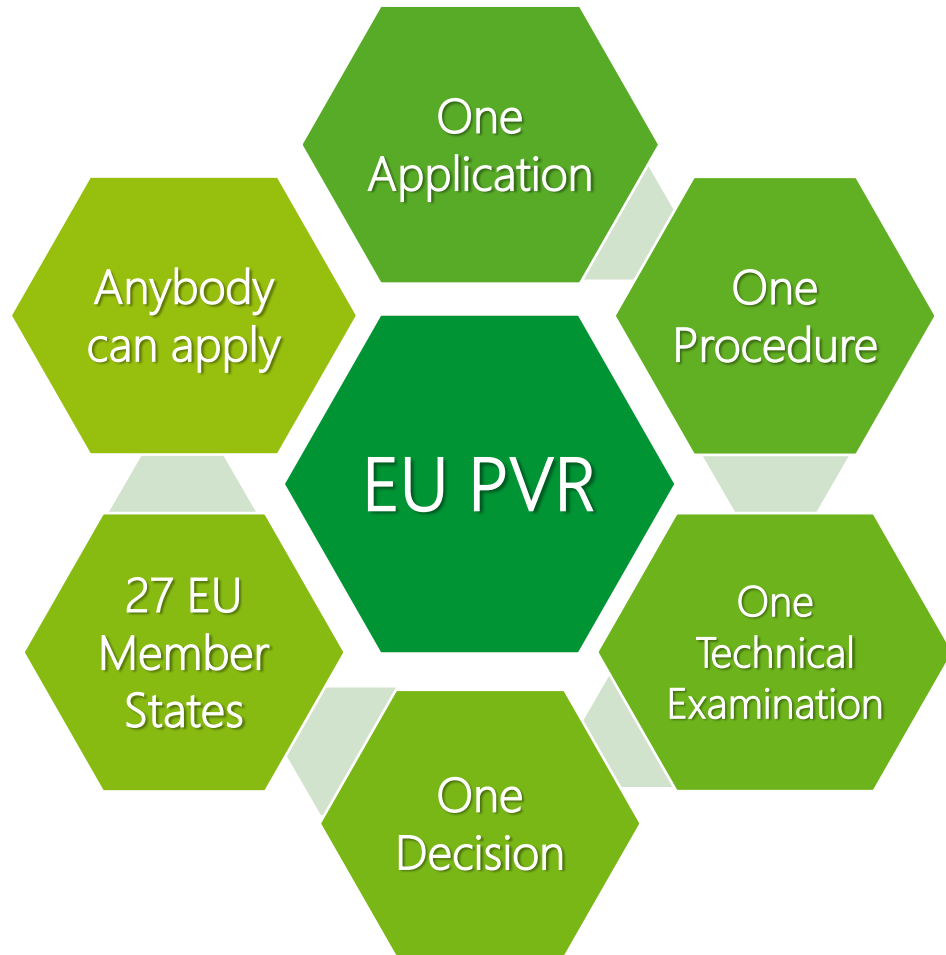 One
Application
One
Procedure
One
Technical
Examination
One
Decision
27 EU
Member
States
Anybody
can apply
EU PVR